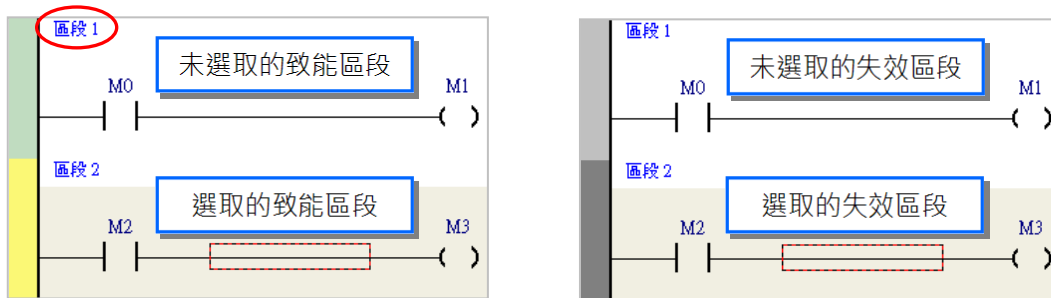 區段 1
未選取的致能區段
M0
M1
區段 2
選取的致能區段
M2
M3
區段 1
未選取的失效區段
M0
M1
區段 2
選取的失效區段
M2
M3